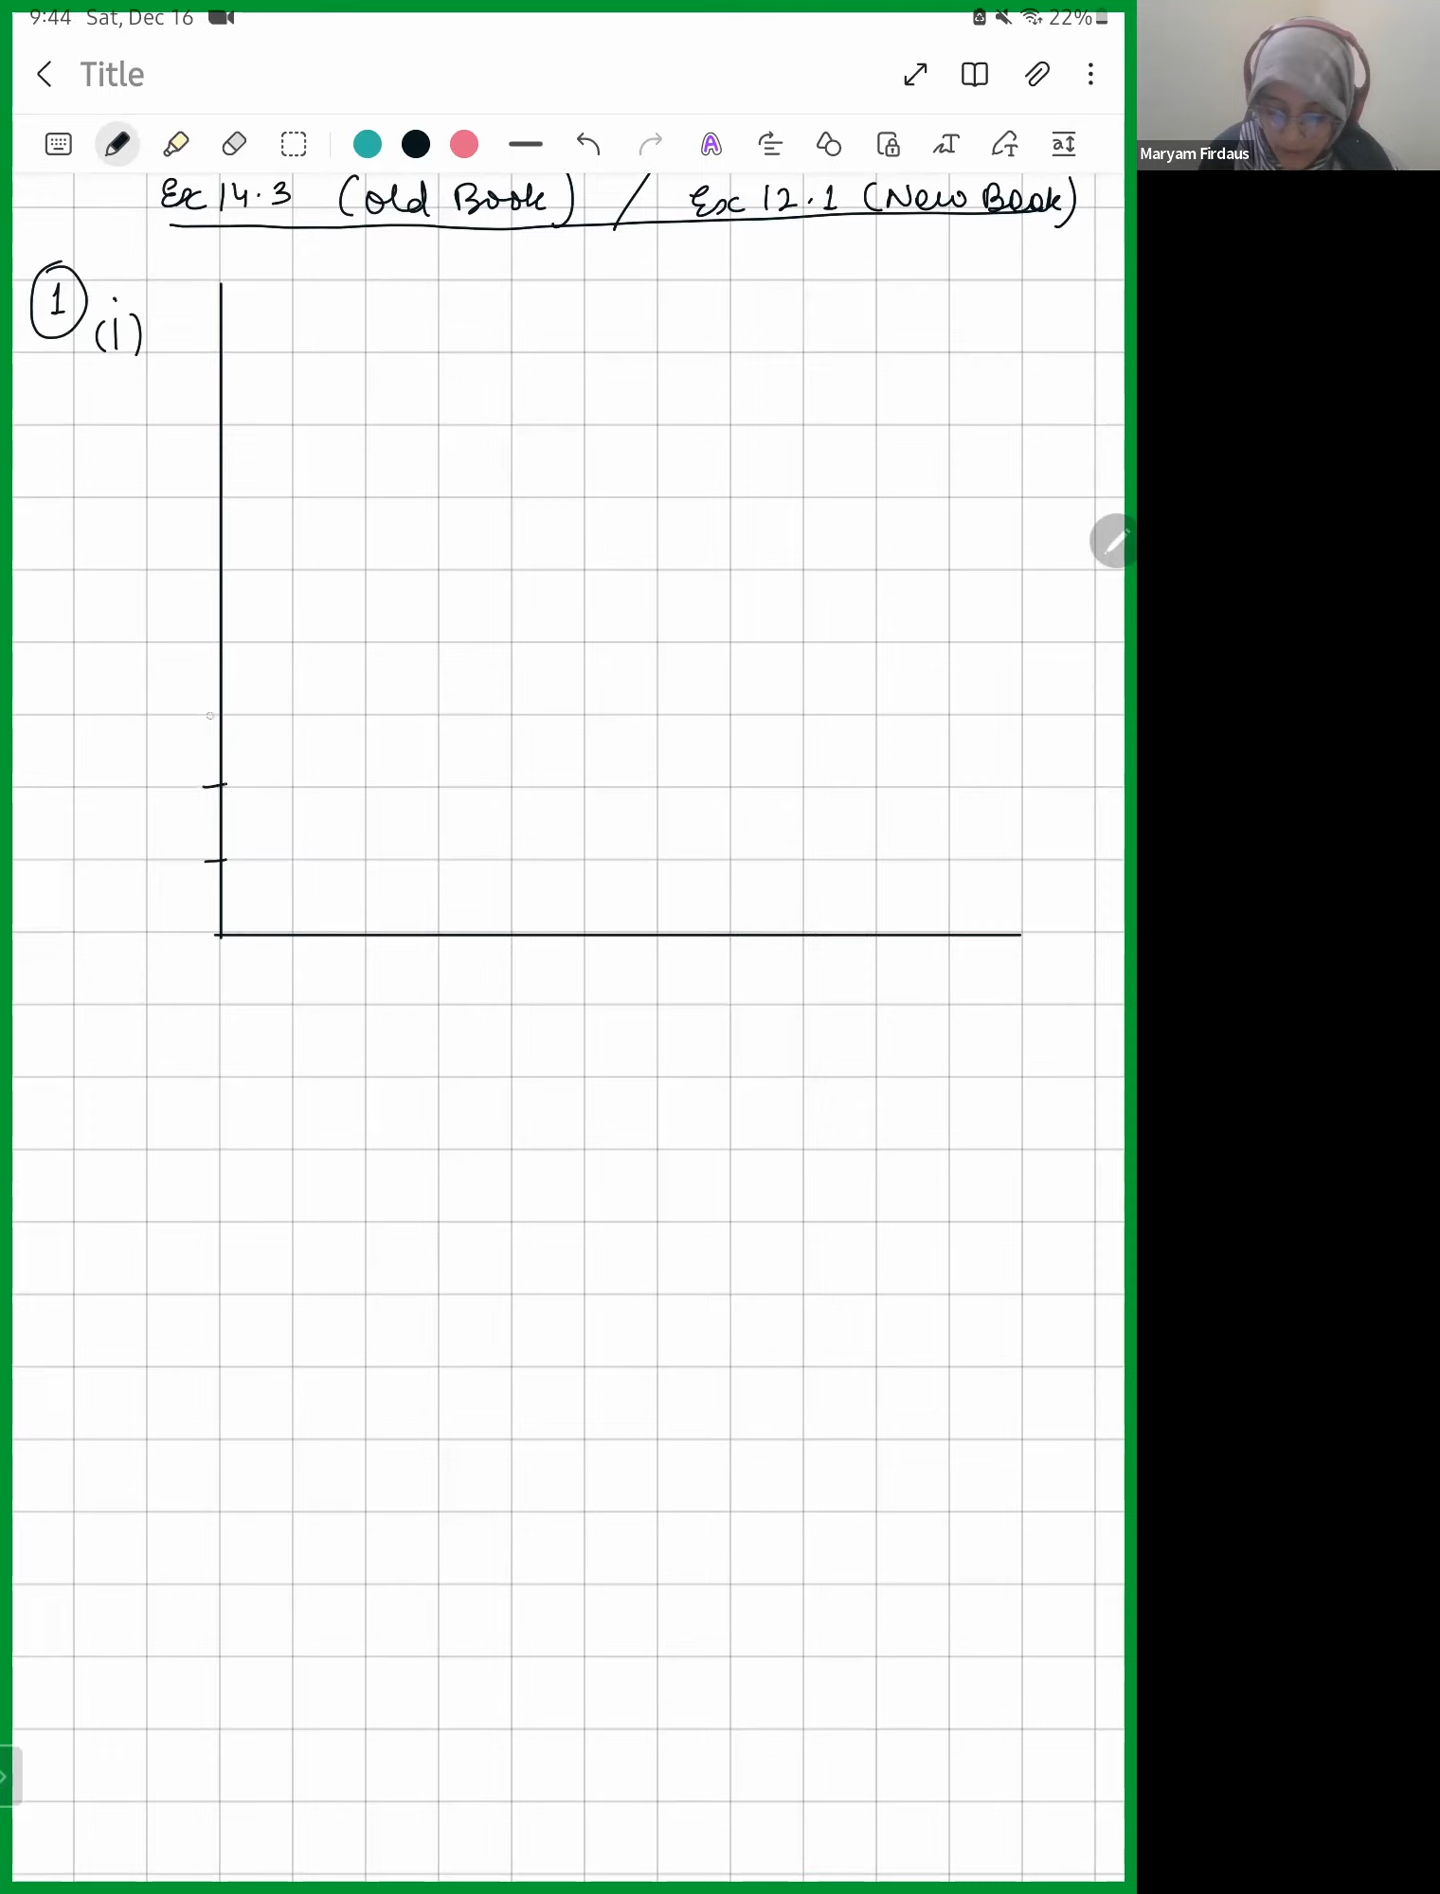 9:44 Sat, Dec 16
22%
Title
Maryam Firdaus
Ex 14.3 (Old Book) / Ex 12.1 (New Book)
1 (i)